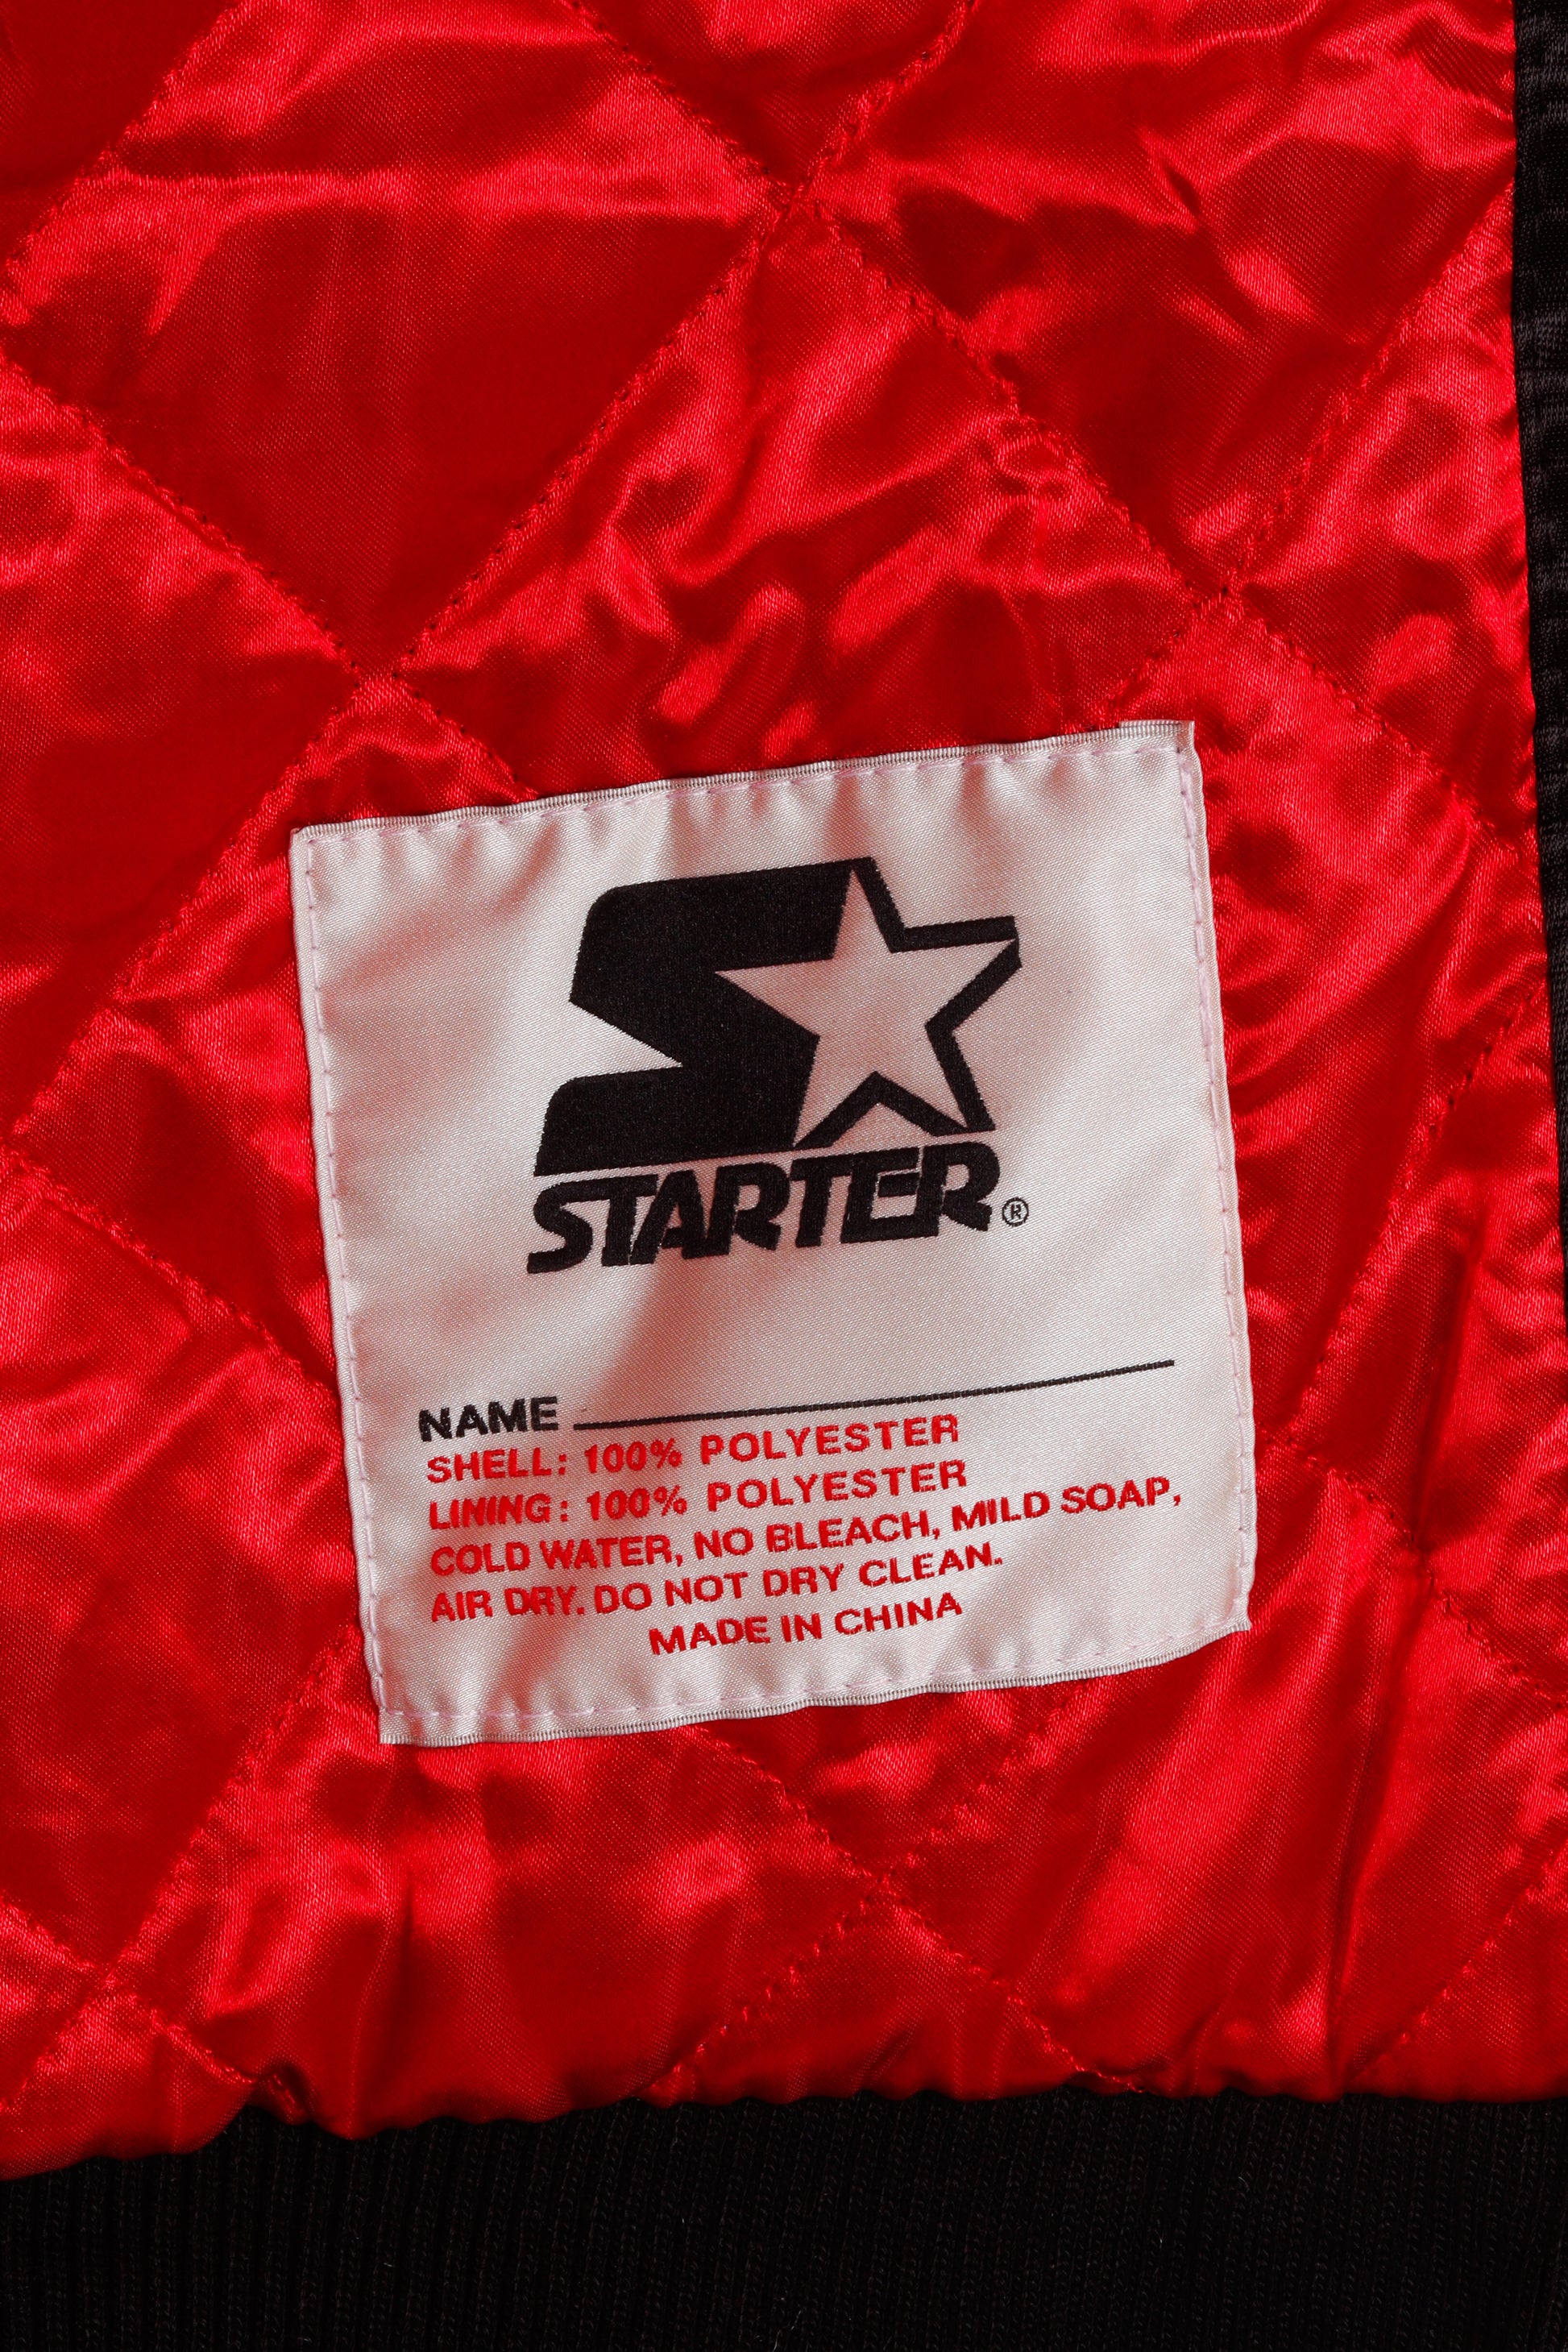 STARTER®
NAME
SHELL: 100% POLYESTER
LINING: 100% POLYESTER
COLD WATER, NO BLEACH, MILD SOAP,
AIR DRY. DO NOT DRY CLEAN.
MADE IN CHINA